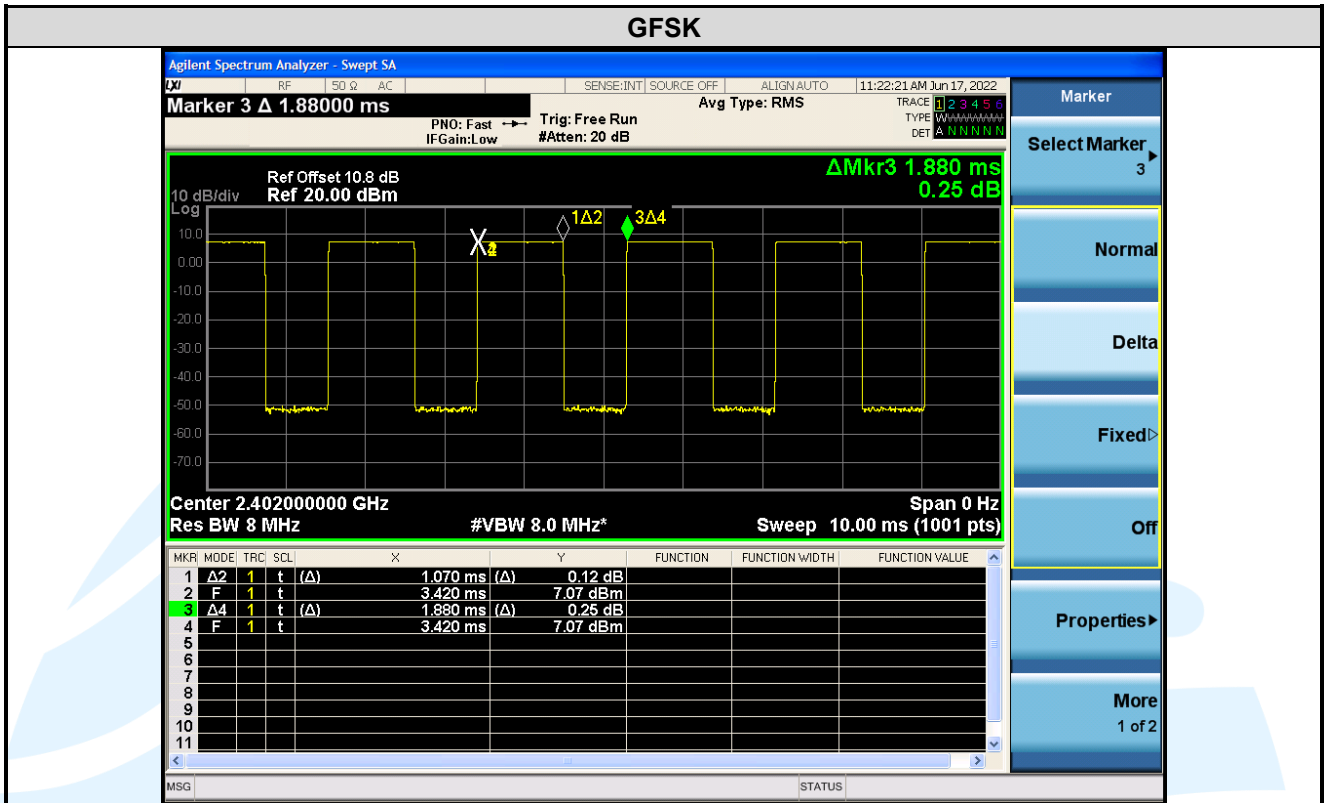 GFSK
Agilent Spectrum Analyzer - Swept SA
LXI RF 50 Ω AC SENSE:INT SOURCE OFF ALIGN AUTO 11:22:21 AM Jun 17, 2022
Marker 3 Δ 1.88000 ms
PNO: Fast
IFGain:Low
Trig: Free Run
#Atten: 20 dB
Avg Type: RMS
TRACE 1 2 3 4 5 6
TYPE WWWWWW
DET A N N N N N
Ref Offset 10.8 dB
10 dB/div Ref 20.00 dBm
Log
ΔMkr3 1.880 ms
0.25 dB
1Δ2 3Δ4
10.0
0.00
-10.0
-20.0
-30.0
-40.0
-50.0
-60.0
-70.0
Center 2.402000000 GHz Span 0 Hz
Res BW 8 MHz #VBW 8.0 MHz* Sweep 10.00 ms (1001 pts)
MKR MODE TRC SCL X Y FUNCTION FUNCTION WIDTH FUNCTION VALUE
1 Δ2 1 t (Δ) 1.070 ms (Δ) 0.12 dB
2 F 1 t 3.420 ms 7.07 dBm
3 Δ4 1 t (Δ) 1.880 ms (Δ) 0.25 dB
4 F 1 t 3.420 ms 7.07 dBm
5
6
7
8
9
10
11
MSG STATUS
Marker
Select Marker
3
Normal
Delta
Fixed
Off
Properties
More
1 of 2